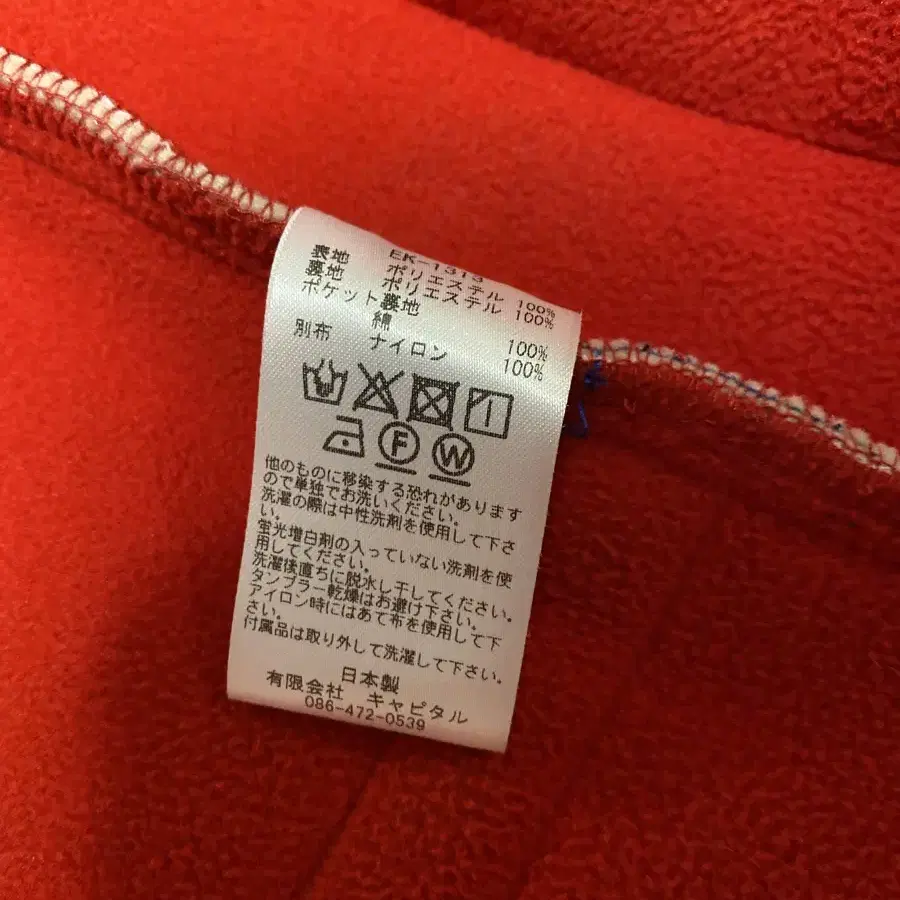 EK-1313
表地 ポリエステル 100%
裏地 ポリエステル 100%
ポケット裏地
綿 100%
別布 ナイロン 100%
F W
他のものに移染する恐れがあります
ので単独でお洗いください。
洗濯の際は中性洗剤を使用して下さ
い。
蛍光増白剤の入っていない洗剤を使
用してください。
洗濯後直ちに脱水し干してください。
タンブラー乾燥はお避け下さい。
アイロン時にはあて布を使用して下
さい。
付属品は取り外して洗濯して下さい。
日本製
有限会社 キャピタル
086-472-0539